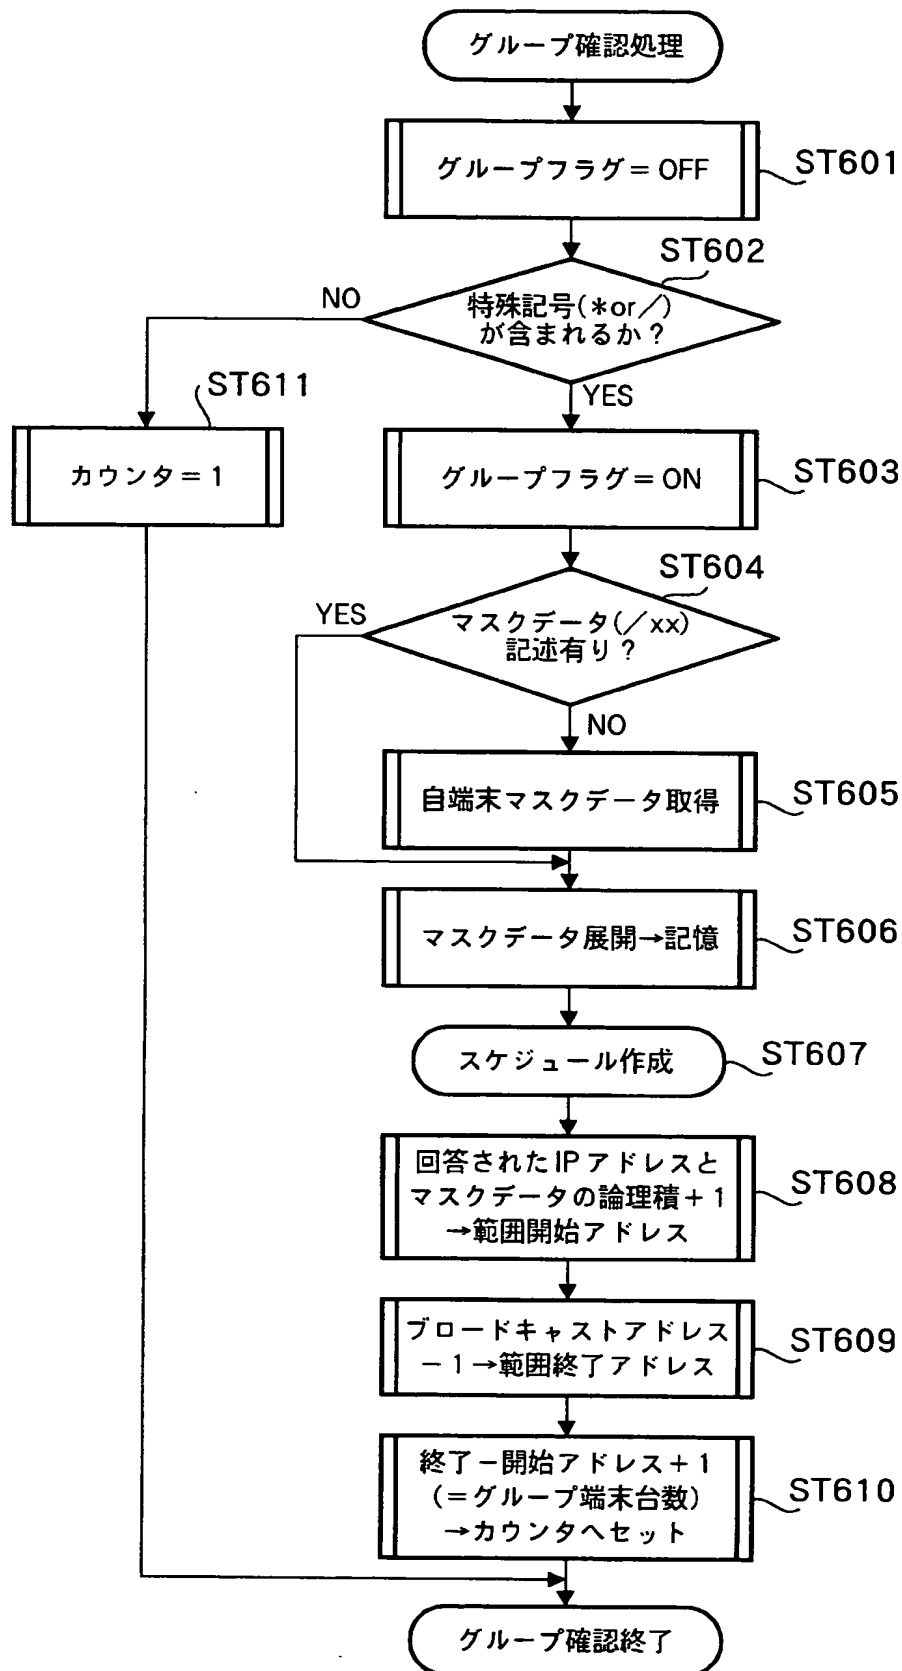 グループ確認処理
グループフラグ＝OFF
ST601
ST602
特殊記号(＊or／)
が含まれるか？
NO
YES
ST611
カウンタ＝1
グループフラグ＝ON
ST603
ST604
マスクデータ(／xx)
記述有り？
YES
NO
自端末マスクデータ取得
ST605
マスクデータ展開→記憶
ST606
スケジュール作成
ST607
回答されたIPアドレスと
マスクデータの論理積＋1
→範囲開始アドレス
ST608
ブロードキャストアドレス
－1→範囲終了アドレス
ST609
終了－開始アドレス＋1
(＝グループ端末台数)
→カウンタへセット
ST610
グループ確認終了